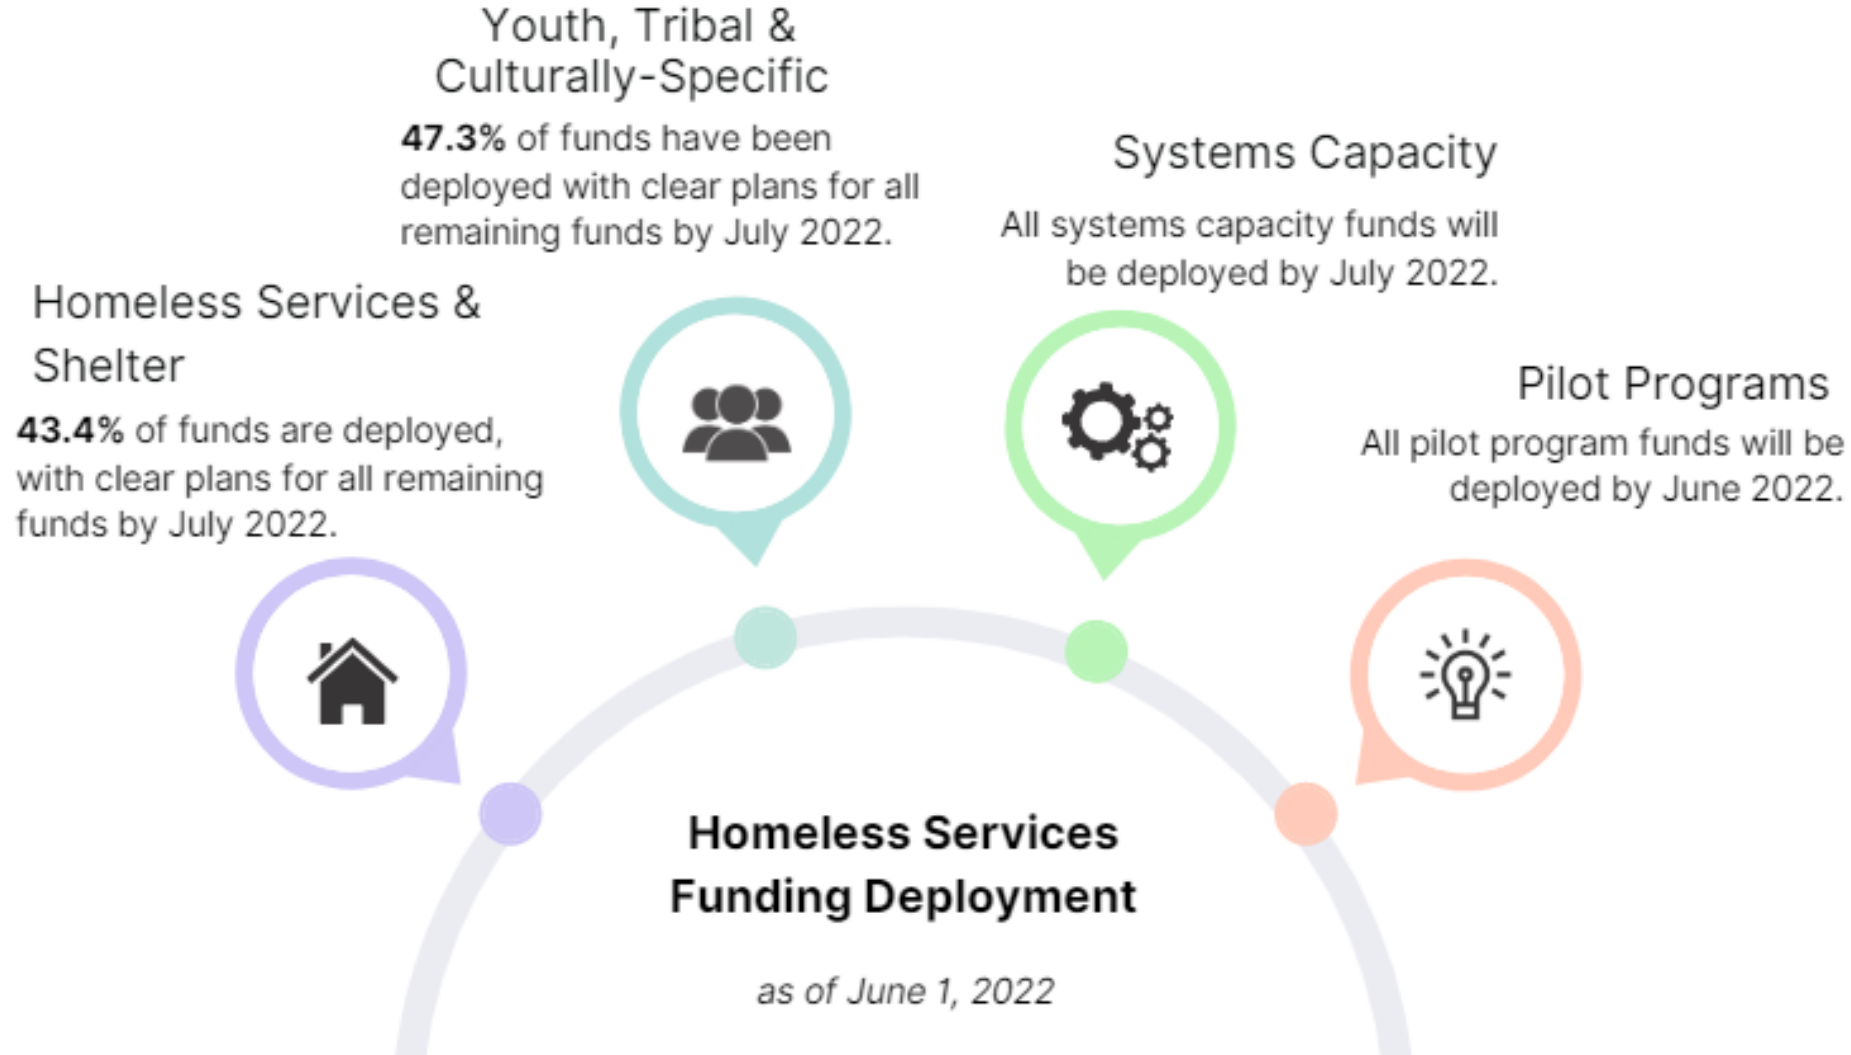 Youth, Tribal &
Culturally-Specific
47.3% of funds have been
deployed with clear plans for all
remaining funds by July 2022.
Systems Capacity
All systems capacity funds will
be deployed by July 2022.
Homeless Services &
Shelter
43.4% of funds are deployed,
with clear plans for all remaining
funds by July 2022.
Pilot Programs
All pilot program funds will be
deployed by June 2022.
Homeless Services
Funding Deployment
as of June 1, 2022